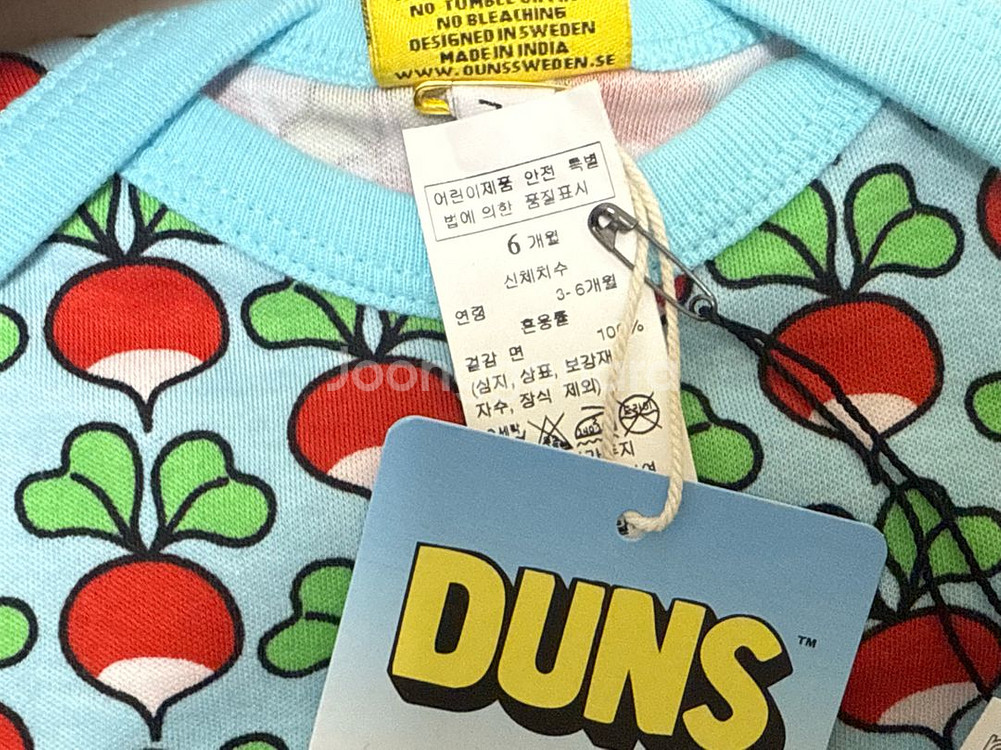 NO BLEACHING
DESIGNED IN SWEDEN
MADE IN INDIA
WWW.DUNSSWEDEN.SE
어린이제품 안전 특별
법에 의한 품질표시
6 개월
신체치수
3-6개월
연령
혼용률
100%
겉감 면
(심지, 상표, 보강재
자수, 장식 제외)
DUNS
TM